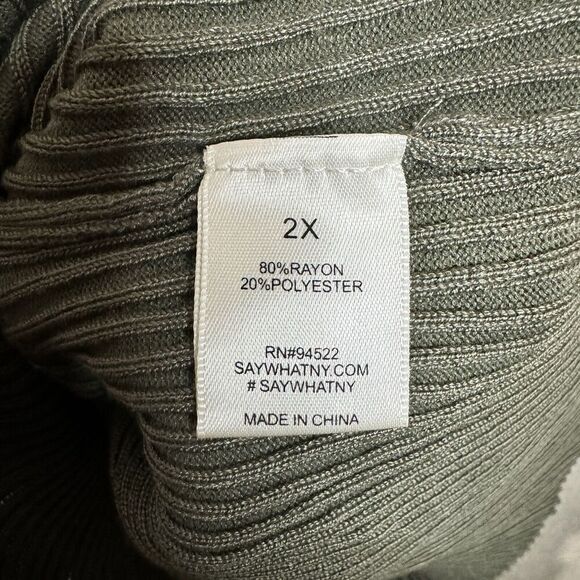 2X
80%RAYON
20%POLYESTER
RN#94522
SAYWHATNY.COM
# SAYWHATNY
MADE IN CHINA